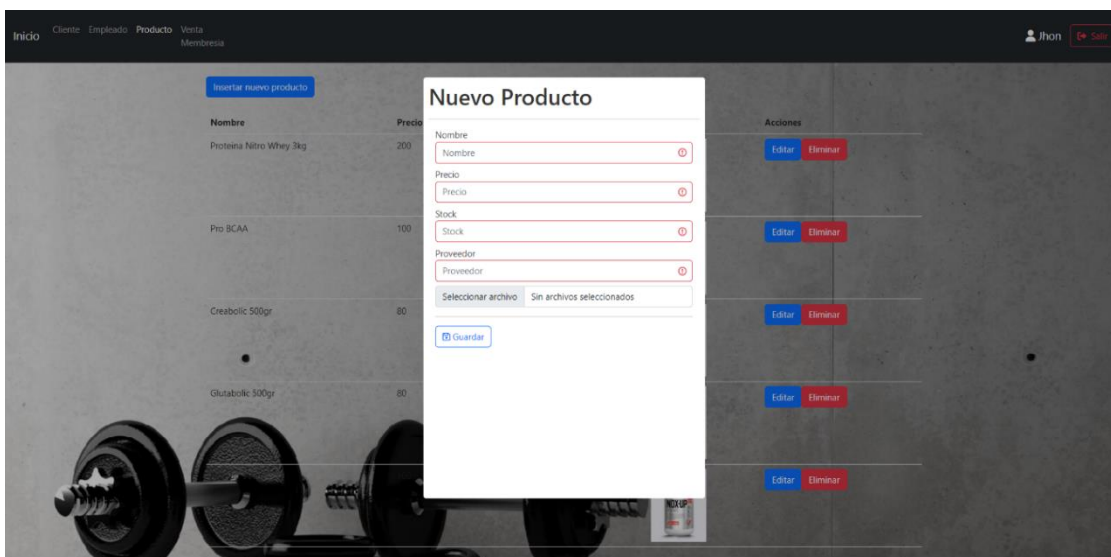 Inicio Cliente Empleado Producto Venta Membresia Jhon Salir
Insertar nuevo producto
Nombre Precio Acciones
Proteina Nitro Whey 3kg 200 Editar Eliminar
Pro BCAA 100 Editar Eliminar
Creabolic 500gr 80 Editar Eliminar
Glutabolic 500gr 80 Editar Eliminar
Editar Eliminar
Nuevo Producto
Nombre
Nombre
Precio
Precio
Stock
Stock
Proveedor
Proveedor
Seleccionar archivo Sin archivos seleccionados
Guardar
NOX-UP